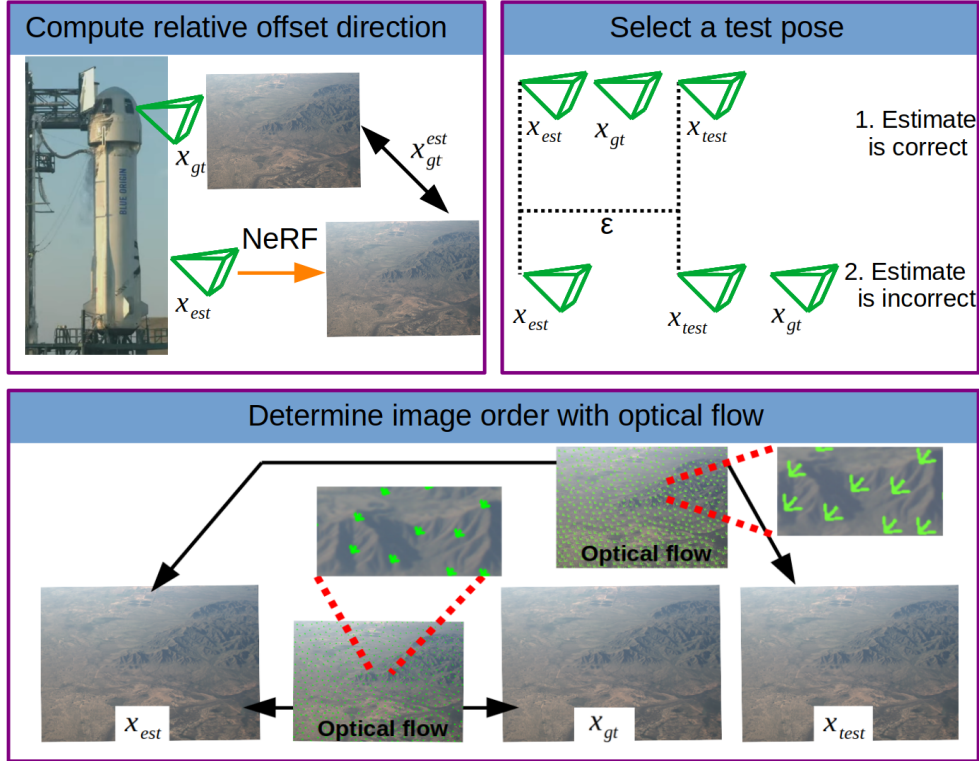 Compute relative offset direction
BLUE ORIGIN
x_gt
x_gt^est
NeRF
x_est
Select a test pose
x_est
x_gt
x_test
1. Estimate
is correct
ε
x_est
x_test
x_gt
2. Estimate
is incorrect
Determine image order with optical flow
Optical flow
Optical flow
x_est
x_gt
x_test